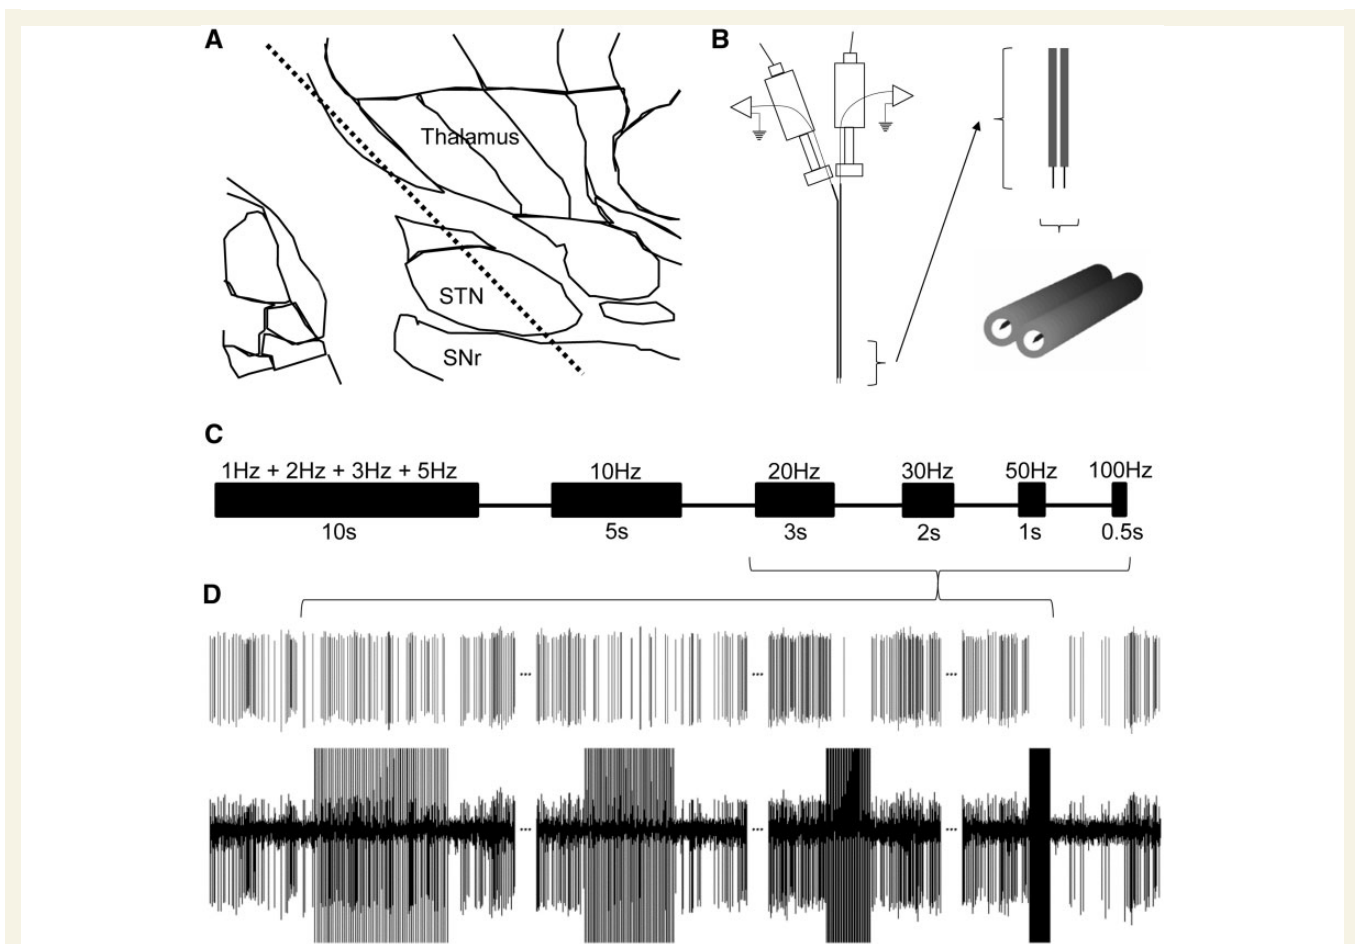 A
B
Thalamus
STN
SNr
C
1Hz + 2Hz + 3Hz + 5Hz 10Hz 20Hz 30Hz 50Hz 100Hz
10s 5s 3s 2s 1s 0.5s
D
... ... ...
... ... ...